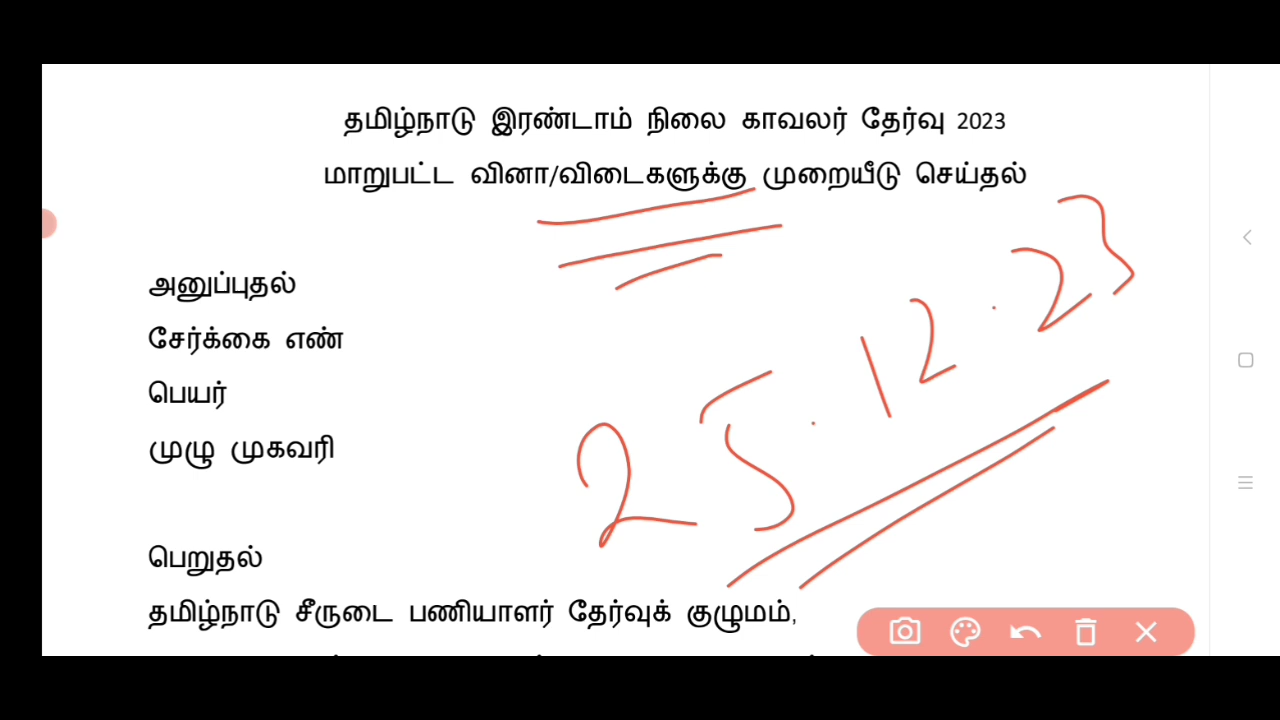 தமிழ்நாடு இரண்டாம் நிலை காவலர் தேர்வு 2023
மாறுபட்ட வினா/விடைகளுக்கு முறையீடு செய்தல்
அனுப்புதல்
சேர்க்கை எண்
பெயர்
முழு முகவரி
25.12.23
பெறுதல்
தமிழ்நாடு சீருடை பணியாளர் தேர்வுக் குழுமம்,